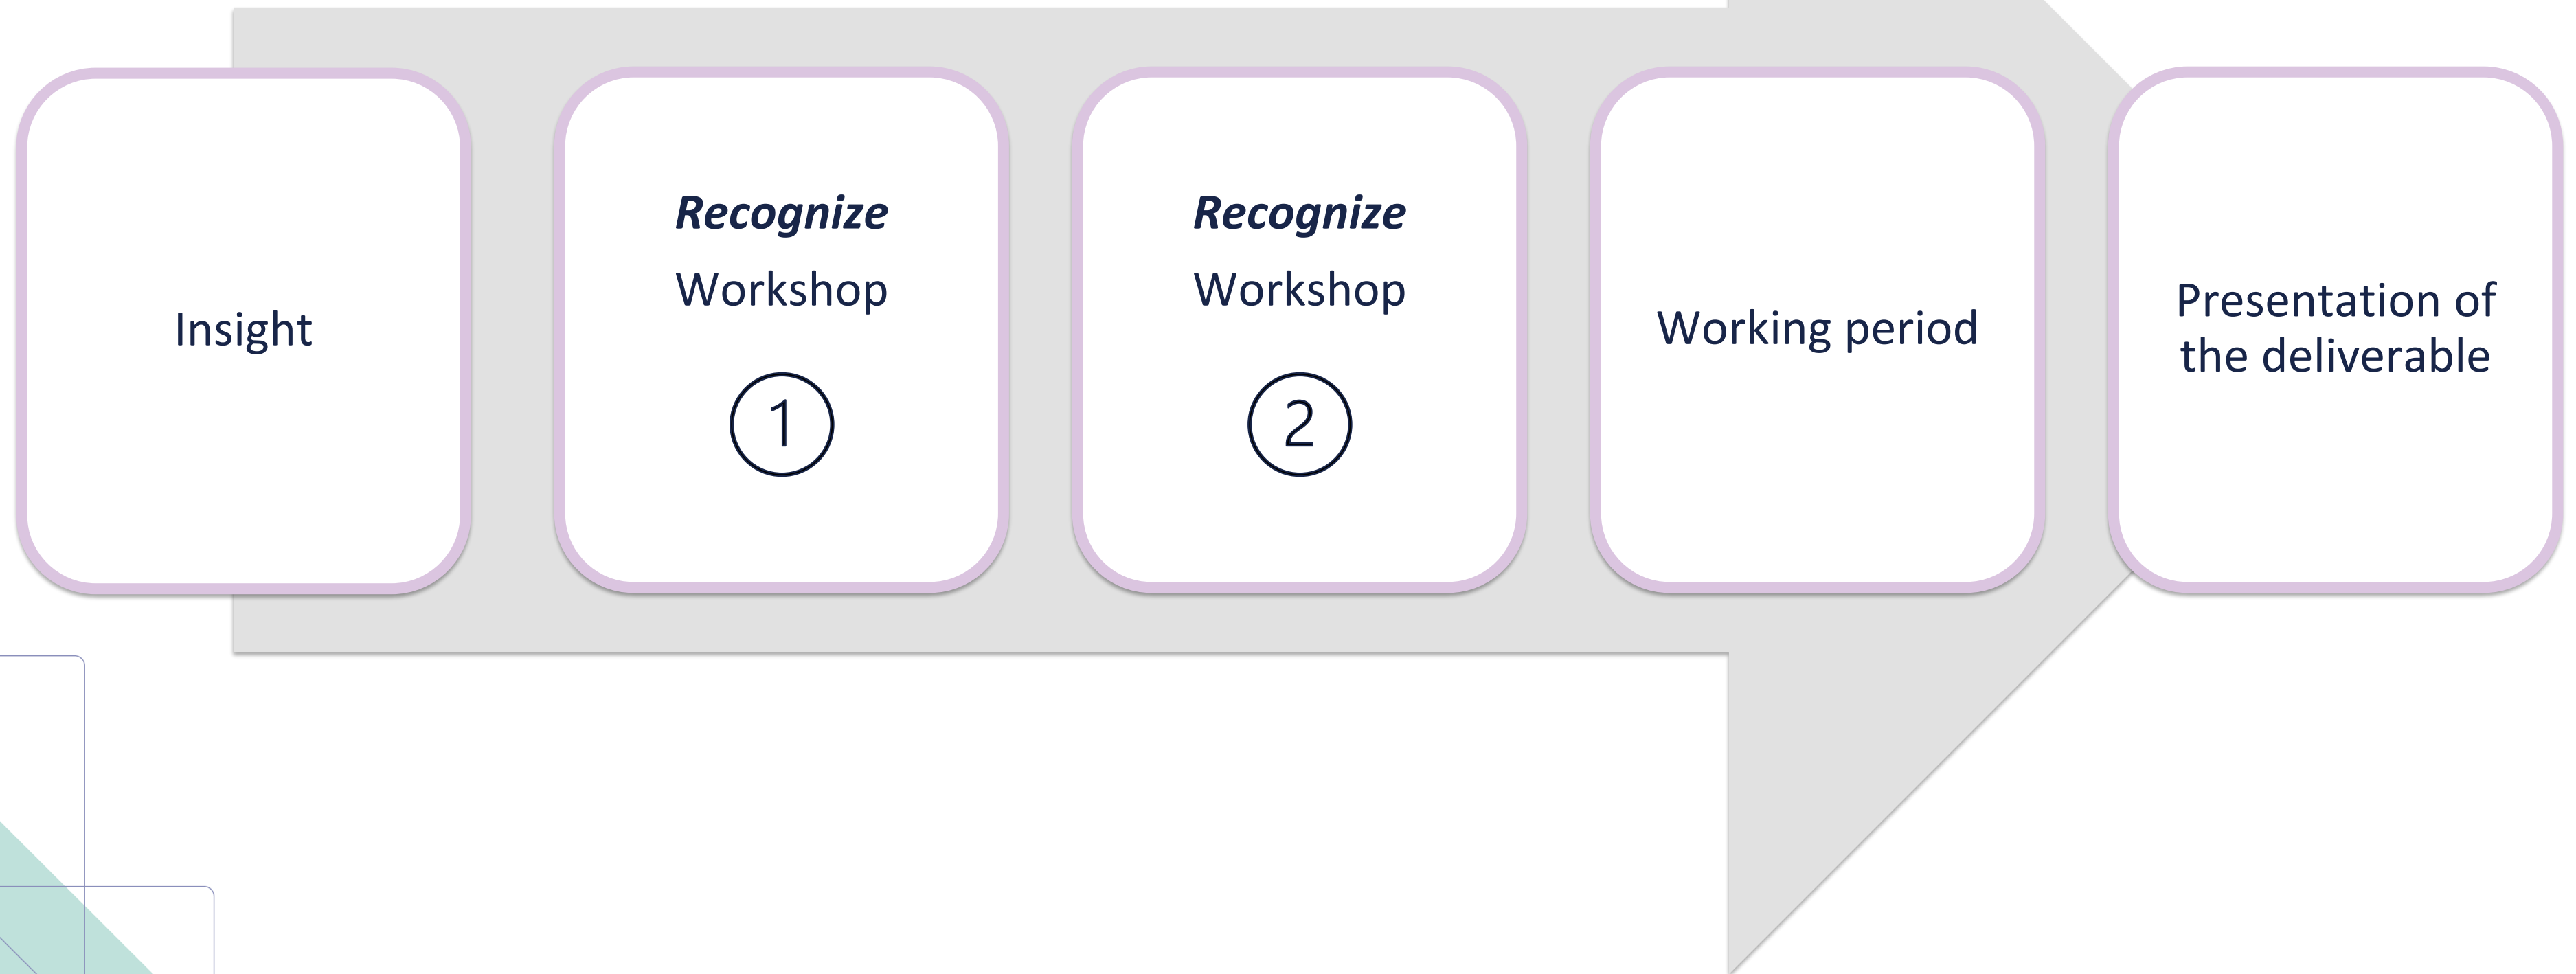 Insight
Recognize
Workshop
1
Recognize
Workshop
2
Working period
Presentation of
the deliverable